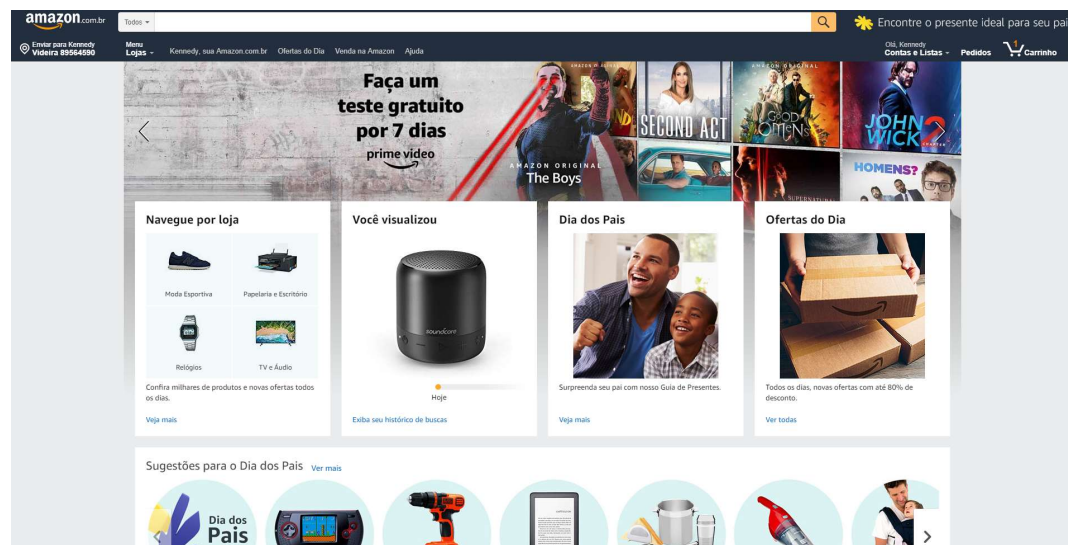 amazon.com.br
Todos
Encontre o presente ideal para seu pai
Enviar para Kennedy
Videira 89564590
Menu
Lojas
Kennedy, sua Amazon.com.br
Ofertas do Dia
Venda na Amazon
Ajuda
Olá, Kennedy
Contas e Listas
Pedidos
1
Carrinho
Faça um
teste gratuito
por 7 dias
prime video
AMAZON ORIGINAL
The Boys
SECOND ACT
AMAZON ORIGINAL
GOOD
OMENS
JOHN
WICK 2
CHAPTER
SUPERNATURAL
HOMENS?
Navegue por loja
Moda Esportiva
Papelaria e Escritório
Relógios
TV e Áudio
Confira milhares de produtos e novas ofertas todos
os dias.
Veja mais
Você visualizou
soundcore
Hoje
Exiba seu histórico de buscas
Dia dos Pais
Surpreenda seu pai com nosso Guia de Presentes.
Veja mais
Ofertas do Dia
Todos os dias, novas ofertas com até 80% de
desconto.
Ver todas
Sugestões para o Dia dos Pais
Ver mais
Dia dos
Pais